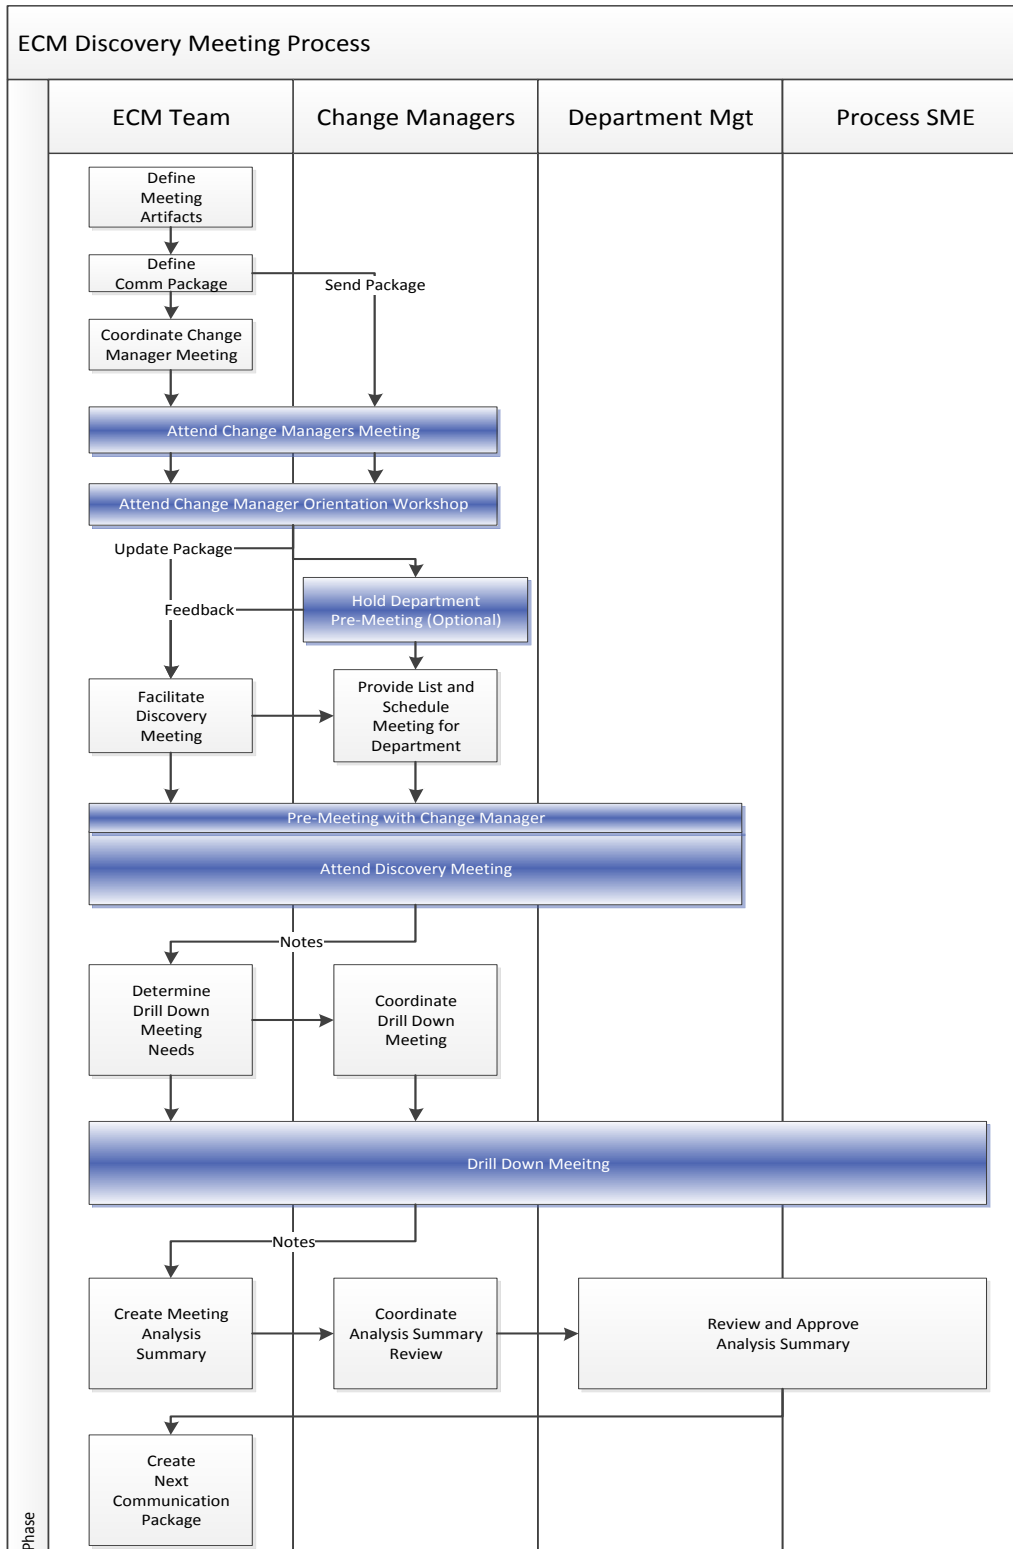 ECM Discovery Meeting Process
ECM Team
Change Managers
Department Mgt
Process SME
Define
Meeting
Artifacts
Define
Comm Package
Send Package
Coordinate Change
Manager Meeting
Attend Change Managers Meeting
Attend Change Manager Orientation Workshop
Update Package
Hold Department
Pre-Meeting (Optional)
Feedback
Facilitate
Discovery
Meeting
Provide List and
Schedule
Meeting for
Department
Pre-Meeting with Change Manager
Attend Discovery Meeting
Notes
Determine
Drill Down
Meeting
Needs
Coordinate
Drill Down
Meeting
Drill Down Meeitng
Notes
Create Meeting
Analysis
Summary
Coordinate
Analysis Summary
Review
Review and Approve
Analysis Summary
Create
Next
Communication
Package
Phase